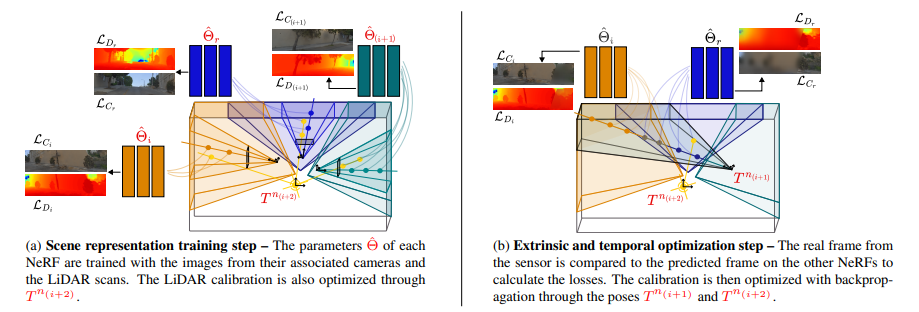 $\mathcal{L}_{D_r}$
$\hat{\Theta}_r$
$\mathcal{L}_{C_r}$
$\mathcal{L}_{C_{(i+1)}}$
$\hat{\Theta}_{(i+1)}$
$\mathcal{L}_{D_{(i+1)}}$
$\mathcal{L}_{C_i}$
$\hat{\Theta}_i$
$\mathcal{L}_{D_i}$
$T^{n_{(i+2)}}$
(a) Scene representation training step – The parameters $\hat{\Theta}$ of each
NeRF are trained with the images from their associated cameras and
the LiDAR scans. The LiDAR calibration is also optimized through
$T^{n_{(i+2)}}$.
$\mathcal{L}_{C_i}$
$\hat{\Theta}_i$
$\mathcal{L}_{D_i}$
$\hat{\Theta}_r$
$\mathcal{L}_{D_r}$
$\mathcal{L}_{C_r}$
$T^{n_{(i+1)}}$
$T^{n_{(i+2)}}$
(b) Extrinsic and temporal optimization step – The real frame from
the sensor is compared to the predicted frame on the other NeRFs to
calculate the losses. The calibration is then optimized with backprop-
agation through the poses $T^{n_{(i+1)}}$ and $T^{n_{(i+2)}}$.